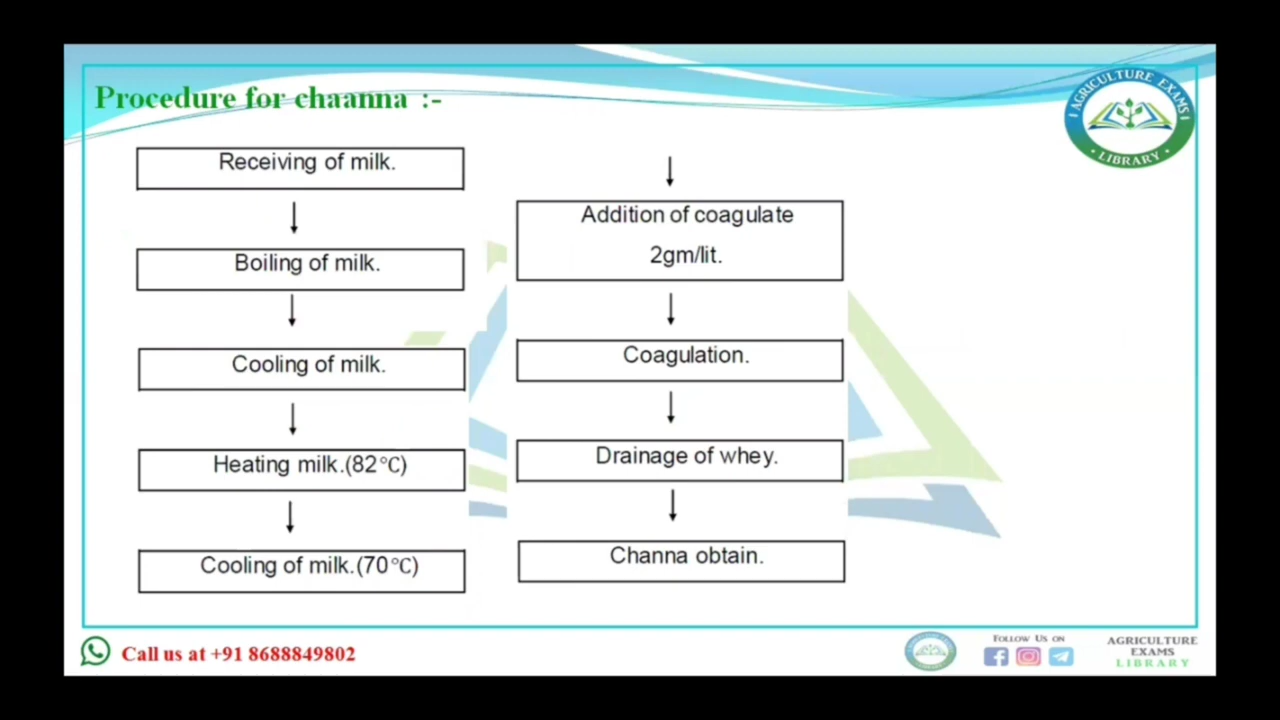 Procedure for chaanna :-
AGRICULTURE EXAMS
LIBRARY
Receiving of milk.
Boiling of milk.
Cooling of milk.
Heating milk.(82°C)
Cooling of milk.(70°C)
Addition of coagulate
2gm/lit.
Coagulation.
Drainage of whey.
Channa obtain.
Call us at +91 8688849802
Follow Us on
AGRICULTURE
EXAMS
LIBRARY